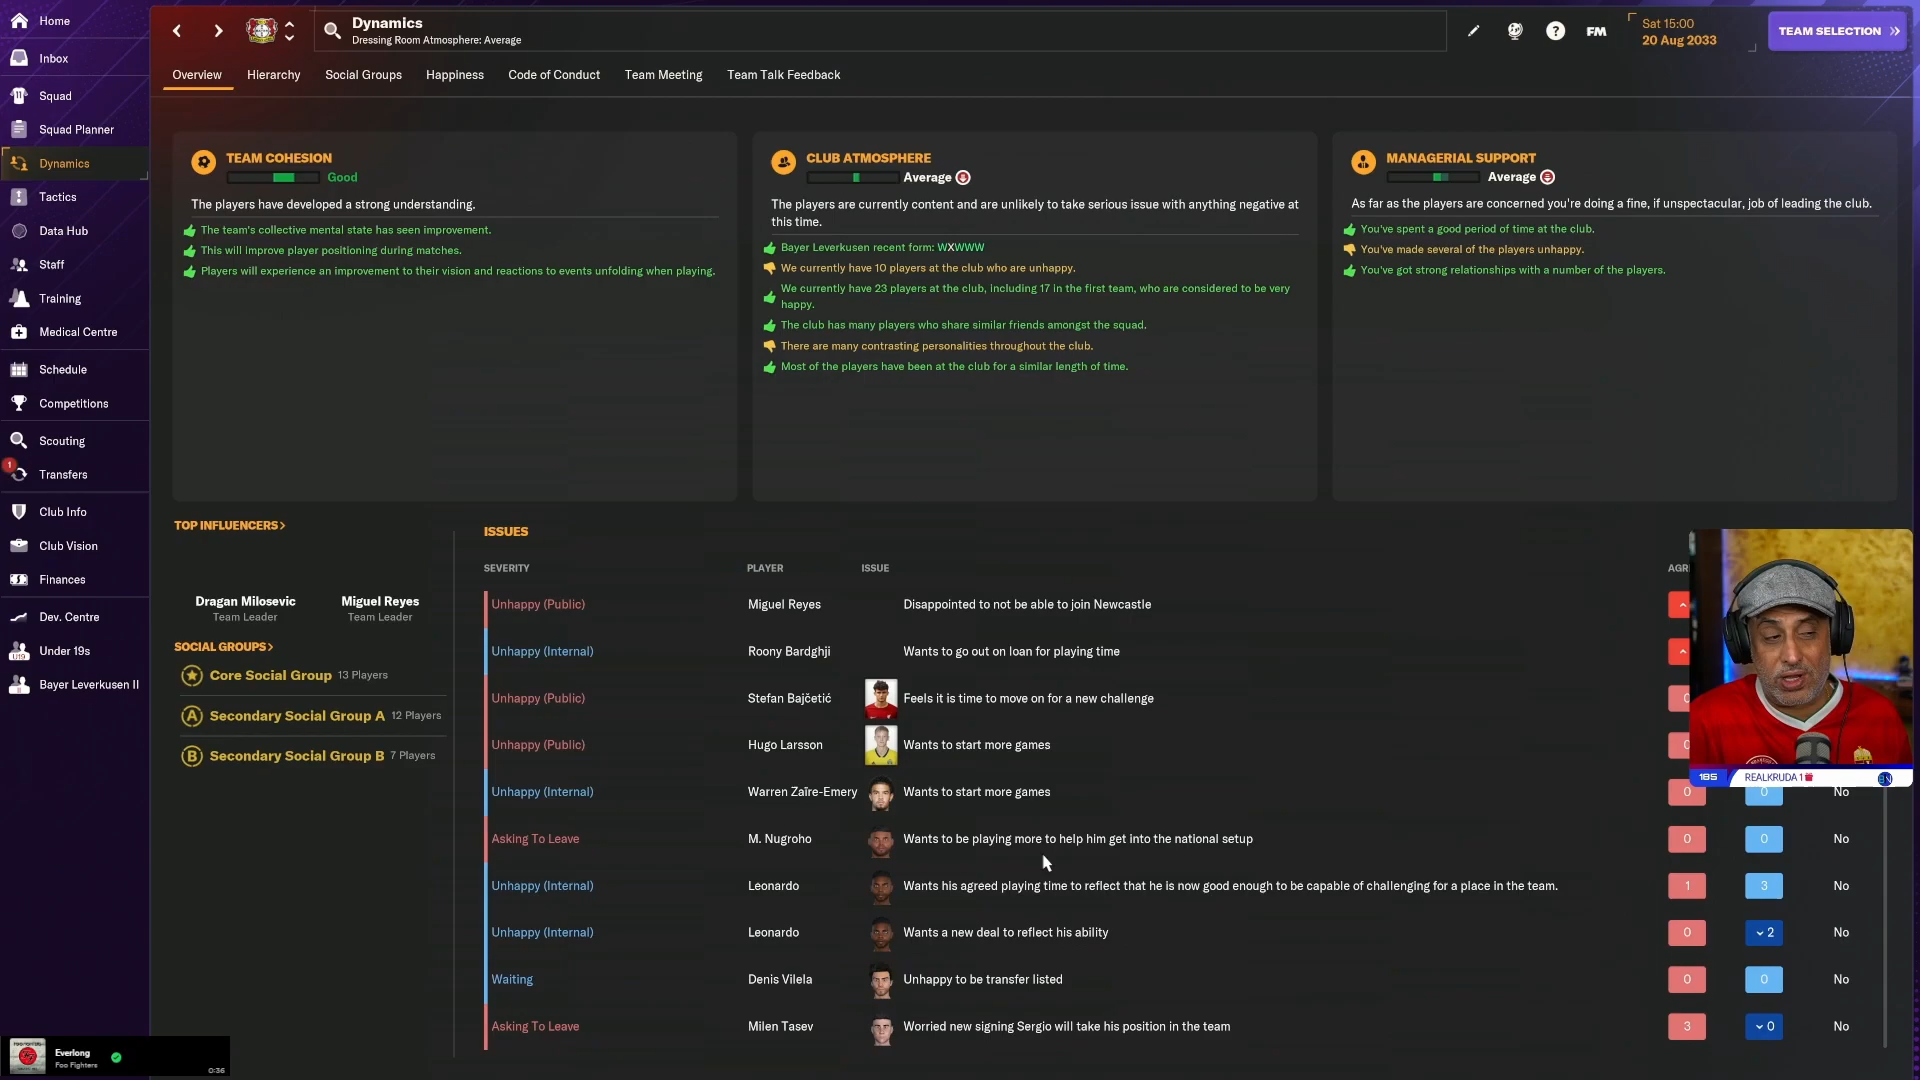 Home
Inbox
Squad
Squad Planner
Dynamics
Tactics
Data Hub
Staff
Training
Medical Centre
Schedule
Competitions
Scouting
1
Transfers
Club Info
Club Vision
Finances
Dev. Centre
Under 19s
Bayer Leverkusen II
Dynamics
Dressing Room Atmosphere: Average
?
FM
Sat 15:00
20 Aug 2033
TEAM SELECTION
Overview
Hierarchy
Social Groups
Happiness
Code of Conduct
Team Meeting
Team Talk Feedback
TEAM COHESION
Good
The players have developed a strong understanding.
The team's collective mental state has seen improvement.
This will improve player positioning during matches.
Players will experience an improvement to their vision and reactions to events unfolding when playing.
CLUB ATMOSPHERE
Average
The players are currently content and are unlikely to take serious issue with anything negative at
this time.
Bayer Leverkusen recent form: WXWWW
We currently have 10 players at the club who are unhappy.
We currently have 23 players at the club, including 17 in the first team, who are considered to be very
happy.
The club has many players who share similar friends amongst the squad.
There are many contrasting personalities throughout the club.
Most of the players have been at the club for a similar length of time.
MANAGERIAL SUPPORT
Average
As far as the players are concerned you're doing a fine, if unspectacular, job of leading the club.
You've spent a good period of time at the club.
You've made several of the players unhappy.
You've got strong relationships with a number of the players.
TOP INFLUENCERS>
Dragan Milosevic
Team Leader
Miguel Reyes
Team Leader
SOCIAL GROUPS>
Core Social Group 13 Players
A Secondary Social Group A 12 Players
B Secondary Social Group B 7 Players
ISSUES
SEVERITY PLAYER ISSUE AGR
Unhappy (Public) Miguel Reyes Disappointed to not be able to join Newcastle
Unhappy (Internal) Roony Bardghji Wants to go out on loan for playing time
Unhappy (Public) Stefan Bajčetić Feels it is time to move on for a new challenge
Unhappy (Public) Hugo Larsson Wants to start more games
Unhappy (Internal) Warren Zaïre-Emery Wants to start more games 0 0 No
Asking To Leave M. Nugroho Wants to be playing more to help him get into the national setup 0 0 No
Unhappy (Internal) Leonardo Wants his agreed playing time to reflect that he is now good enough to be capable of challenging for a place in the team. 1 3 No
Unhappy (Internal) Leonardo Wants a new deal to reflect his ability 0 2 No
Waiting Denis Vilela Unhappy to be transfer listed 0 0 No
Asking To Leave Milen Tasev Worried new signing Sergio will take his position in the team 3 0 No
185 REALKRUDA 1
Everlong
Foo Fighters
0:36